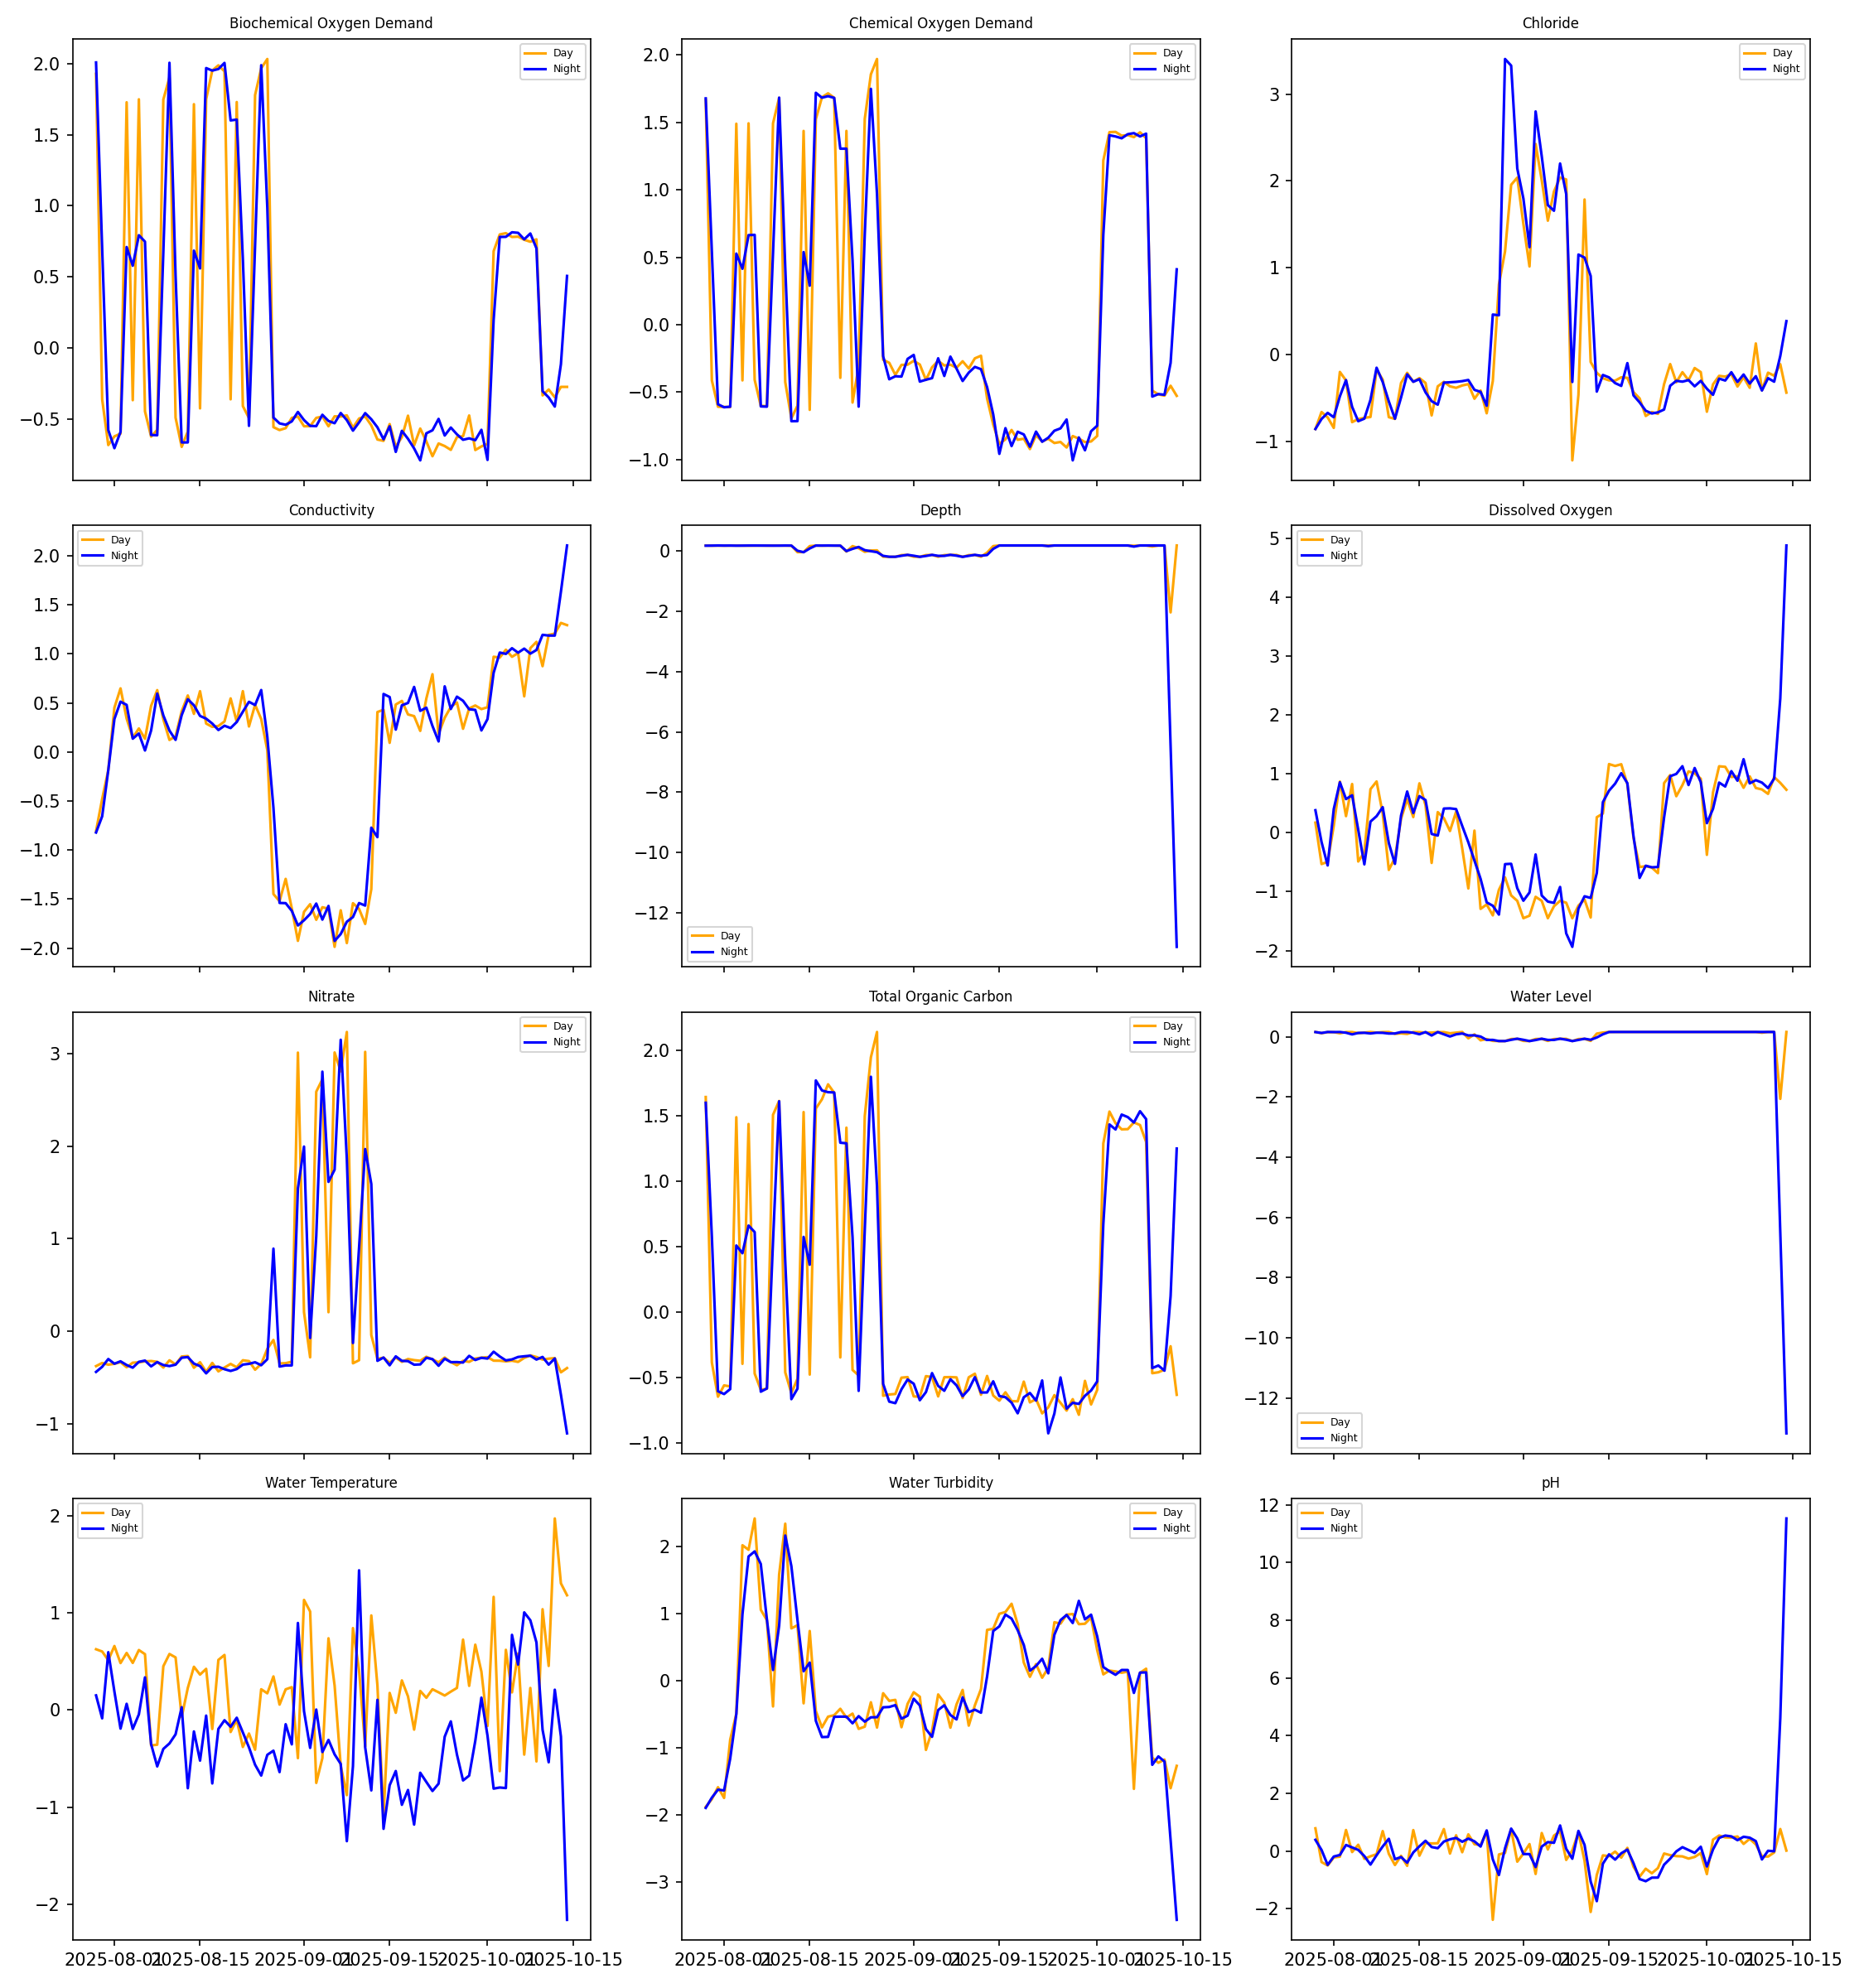 Biochemical Oxygen Demand
Day
Night
2.0
1.5
1.0
0.5
0.0
−0.5
Chemical Oxygen Demand
Day
Night
2.0
1.5
1.0
0.5
0.0
−0.5
−1.0
Chloride
Day
Night
3
2
1
0
−1
Conductivity
Day
Night
2.0
1.5
1.0
0.5
0.0
−0.5
−1.0
−1.5
−2.0
Depth
0
−2
−4
−6
−8
−10
−12
Day
Night
Dissolved Oxygen
Day
Night
5
4
3
2
1
0
−1
−2
Nitrate
Day
Night
3
2
1
0
−1
Total Organic Carbon
Day
Night
2.0
1.5
1.0
0.5
0.0
−0.5
−1.0
Water Level
0
−2
−4
−6
−8
−10
−12
Day
Night
Water Temperature
Day
Night
2
1
0
−1
−2
2025-08-01
2025-08-15
2025-09-01
2025-09-15
2025-10-01
2025-10-15
Water Turbidity
Day
Night
2
1
0
−1
−2
−3
2025-08-01
2025-08-15
2025-09-01
2025-09-15
2025-10-01
2025-10-15
pH
Day
Night
12
10
8
6
4
2
0
−2
2025-08-01
2025-08-15
2025-09-01
2025-09-15
2025-10-01
2025-10-15